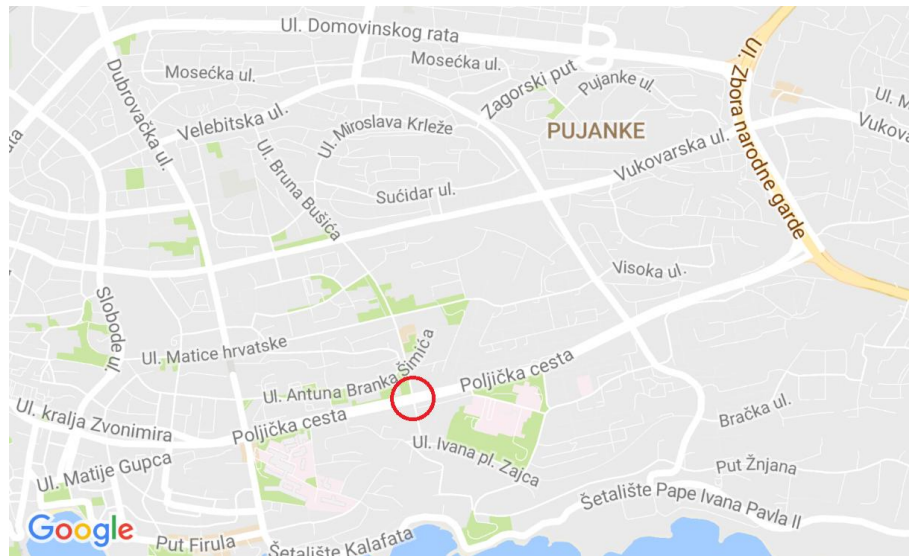 Ul. Domovinskog rata
Mosećka ul.
Mosećka ul.
Dubrovačka ul.
Zagorski put
Pujanke ul.
Ul. Zbora narodne garde
Velebitska ul.
Ul. Miroslava Krleže
PUJANKE
Ul. M
Vukova
Vukovarska ul.
Ul. Bruna Bušića
Sućidar ul.
Visoka ul.
Slobode ul.
Ul. Matice hrvatske
Ul. Antuna Branka Šimića
Poljička cesta
Ul. kralja Zvonimira
Poljička cesta
Bračka ul.
Ul. Ivana pl. Zajca
Ul. Matije Gupca
Put Žnjana
Šetalište Pape Ivana Pavla II
Google
Put Firula
Šetalište Kalafata